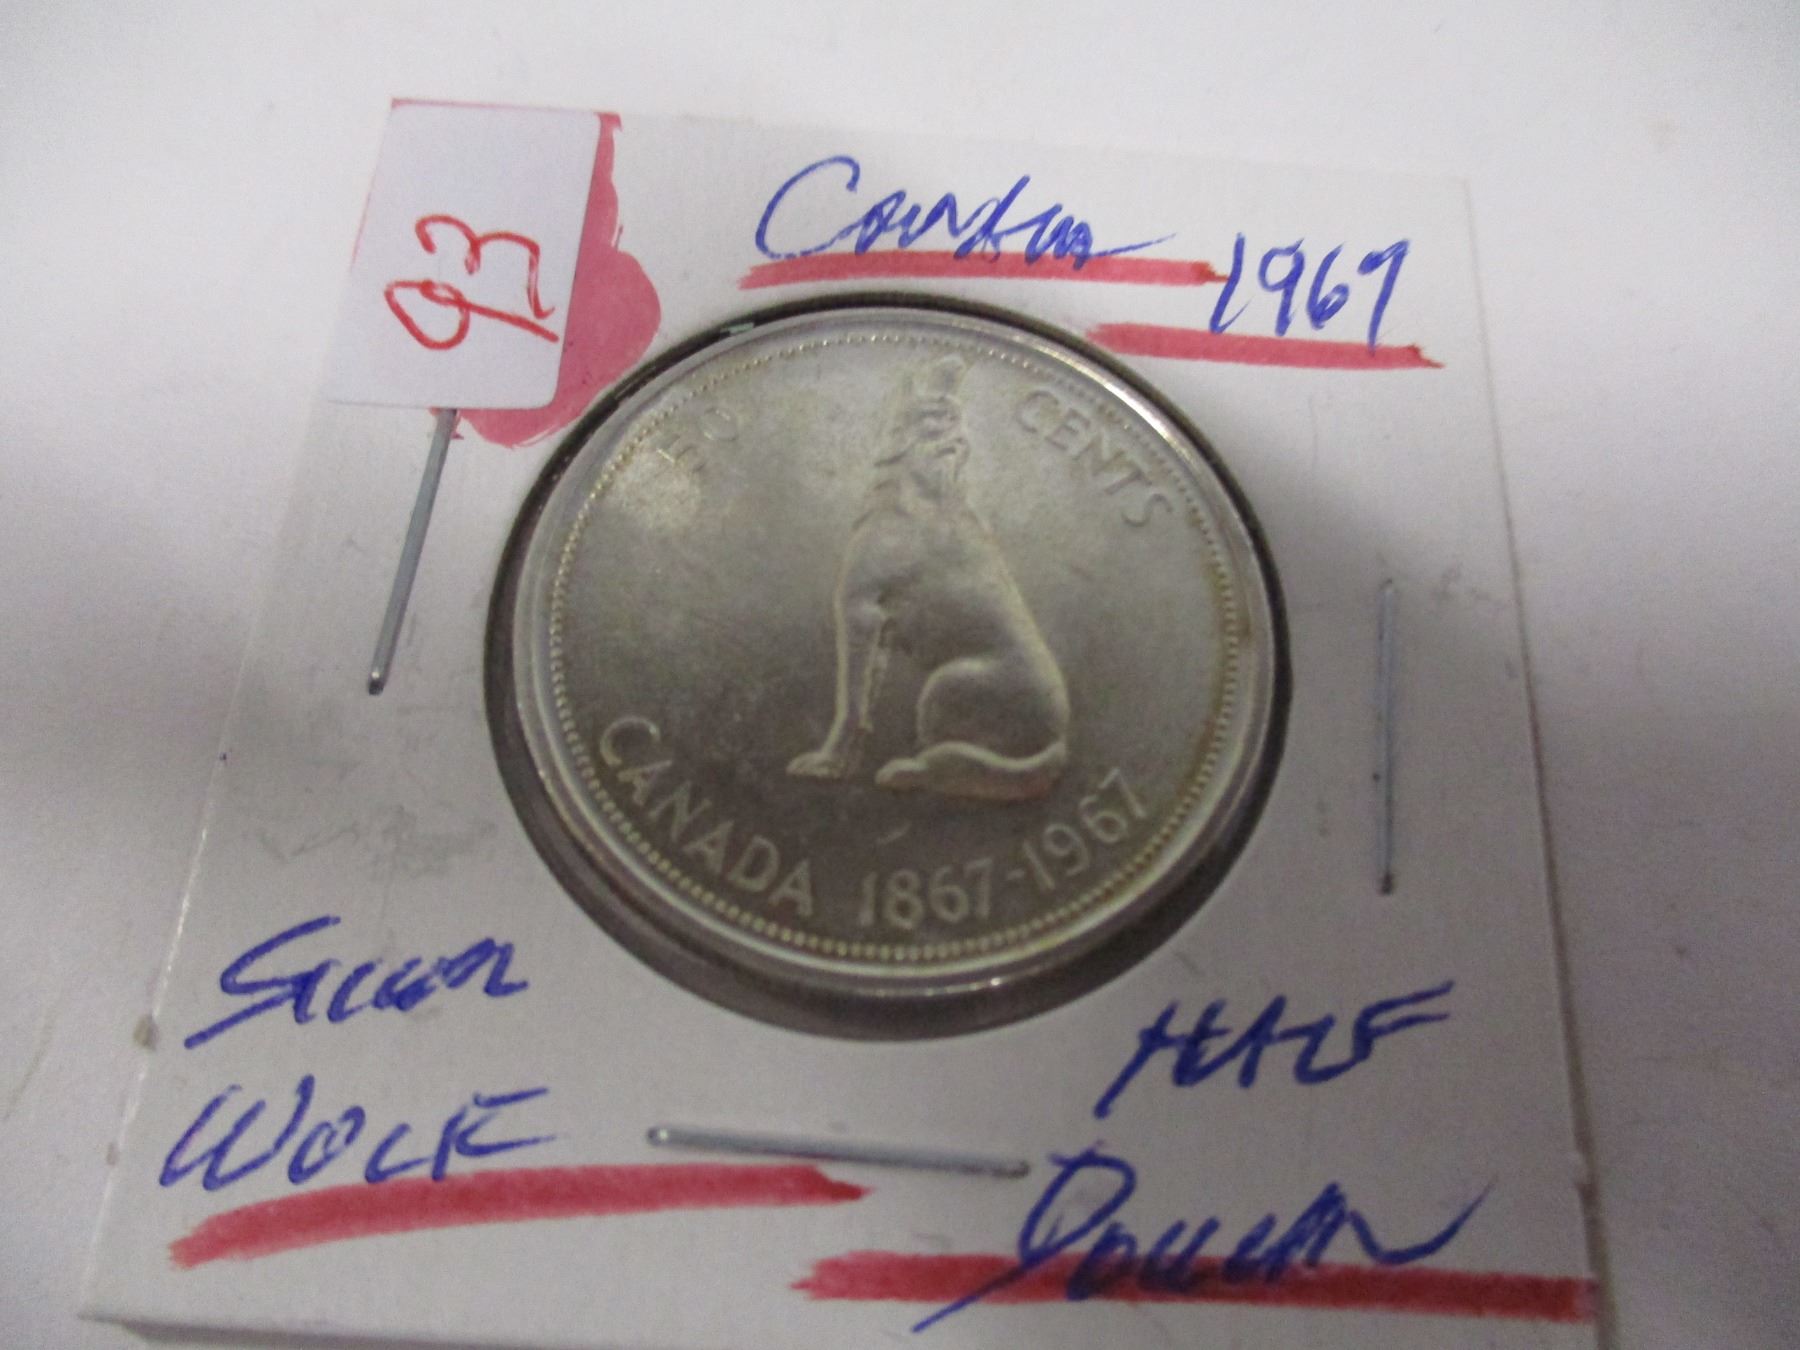 93
Canada 1967
50 CENTS
CANADA 1867-1967
SILVER
WOLF
HALF
DOLLAR